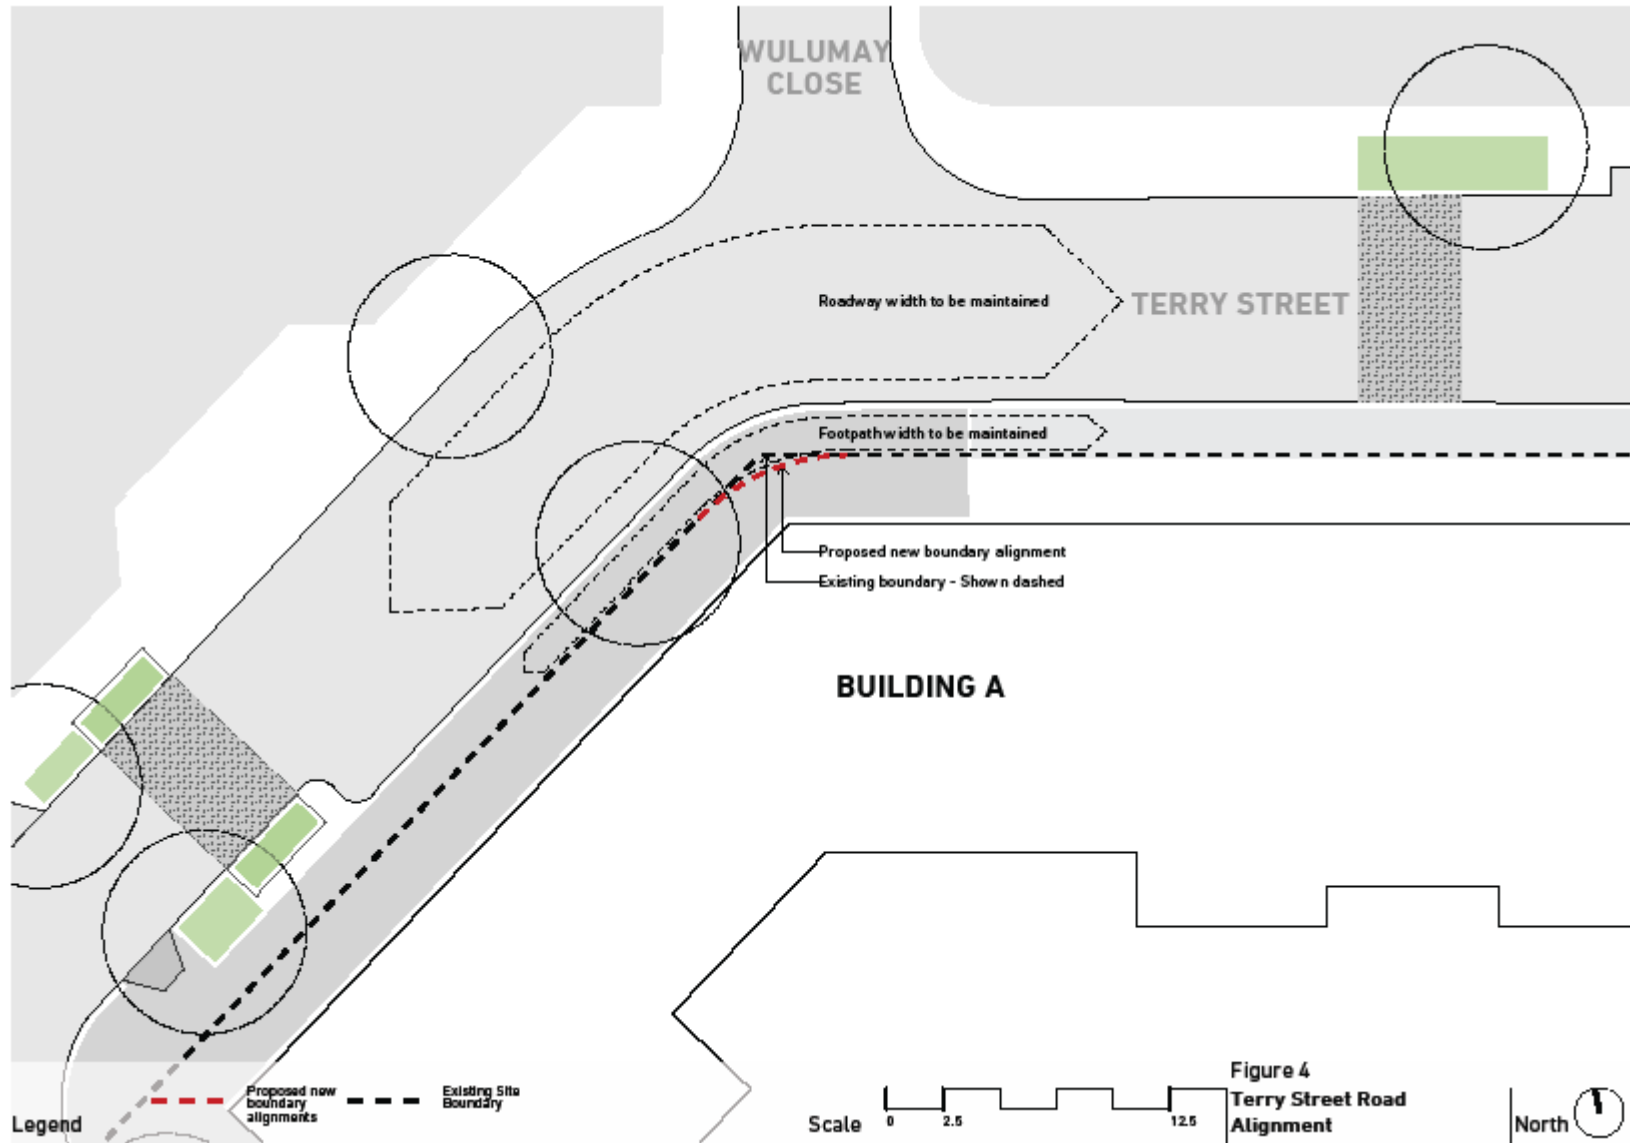 WULUMAY
CLOSE
Roadway width to be maintained
TERRY STREET
Footpath width to be maintained
Proposed new boundary alignment
Existing boundary - Shown dashed
BUILDING A
Legend
Proposed new
boundary
alignments
Existing Site
Boundary
Scale
0 2.5 12.5
Figure 4
Terry Street Road
Alignment
North